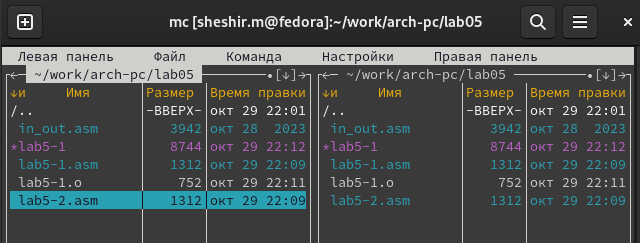 mc [sheshir.m@fedora]:~/work/arch-pc/lab05
Левая панель Файл Команда Настройки Правая панель
←─ ~/work/arch-pc/lab05 •[↓]→ ←─ ~/work/arch-pc/lab05 •[↓]→
↓и Имя Размер Время правки ↓и Имя Размер Время правки
/.. -ВВЕРХ- окт 29 22:01 /.. -ВВЕРХ- окт 29 22:01
in_out.asm 3942 окт 28 2023 in_out.asm 3942 окт 28 2023
*lab5-1 8744 окт 29 22:12 *lab5-1 8744 окт 29 22:12
lab5-1.asm 1312 окт 29 22:09 lab5-1.asm 1312 окт 29 22:09
lab5-1.o 752 окт 29 22:11 lab5-1.o 752 окт 29 22:11
lab5-2.asm 1312 окт 29 22:09 lab5-2.asm 1312 окт 29 22:09